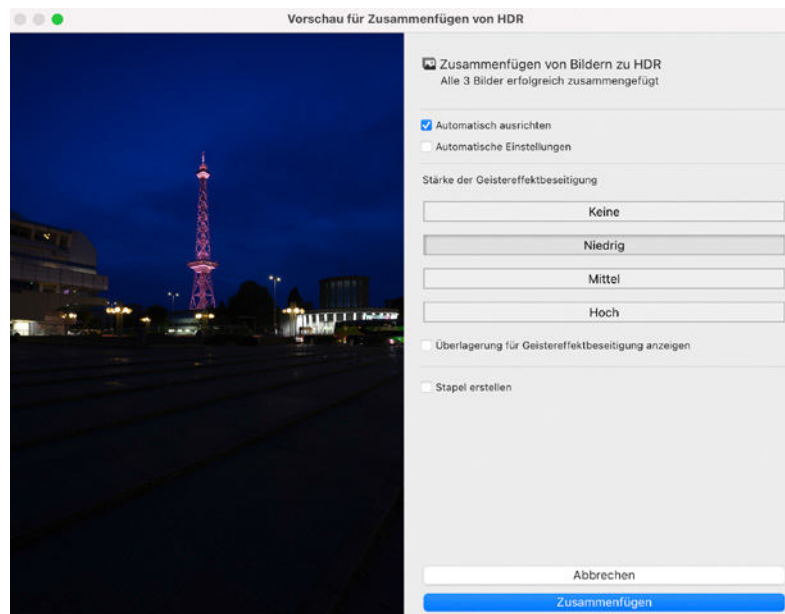 Vorschau für Zusammenfügen von HDR
Zusammenfügen von Bildern zu HDR
Alle 3 Bilder erfolgreich zusammengefügt
Automatisch ausrichten
Automatische Einstellungen
Stärke der Geistereffektbeseitigung
Keine
Niedrig
Mittel
Hoch
Überlagerung für Geistereffektbeseitigung anzeigen
Stapel erstellen
Abbrechen
Zusammenfügen